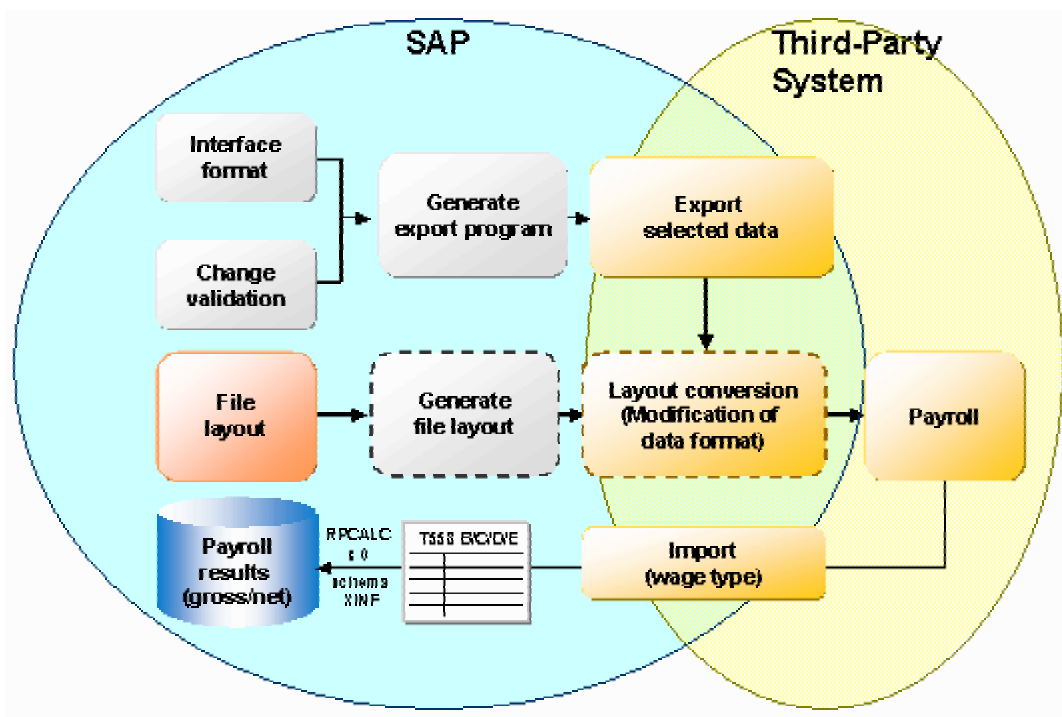 SAP
Third-Party
System
Interface
format
Generate
export program
Export
selected data
Change
validation
File
layout
Generate
file layout
Layout conversion
(Modification of
data format)
Payroll
Payroll
results
(gross/net)
RPCALC
schema
XINF
T558 B/C/D/E
Import
(wage type)